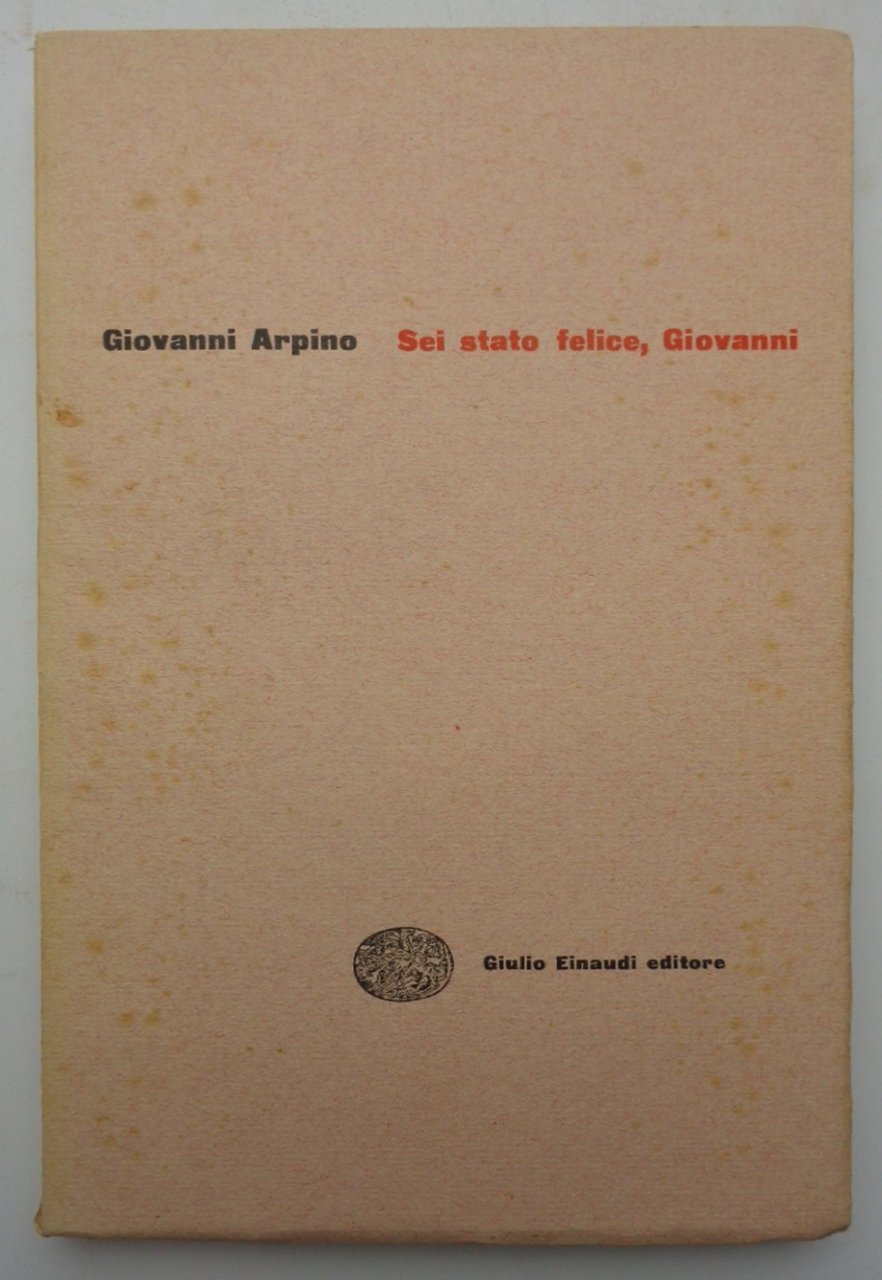 Giovanni Arpino Sei stato felice, Giovanni
Giulio Einaudi editore